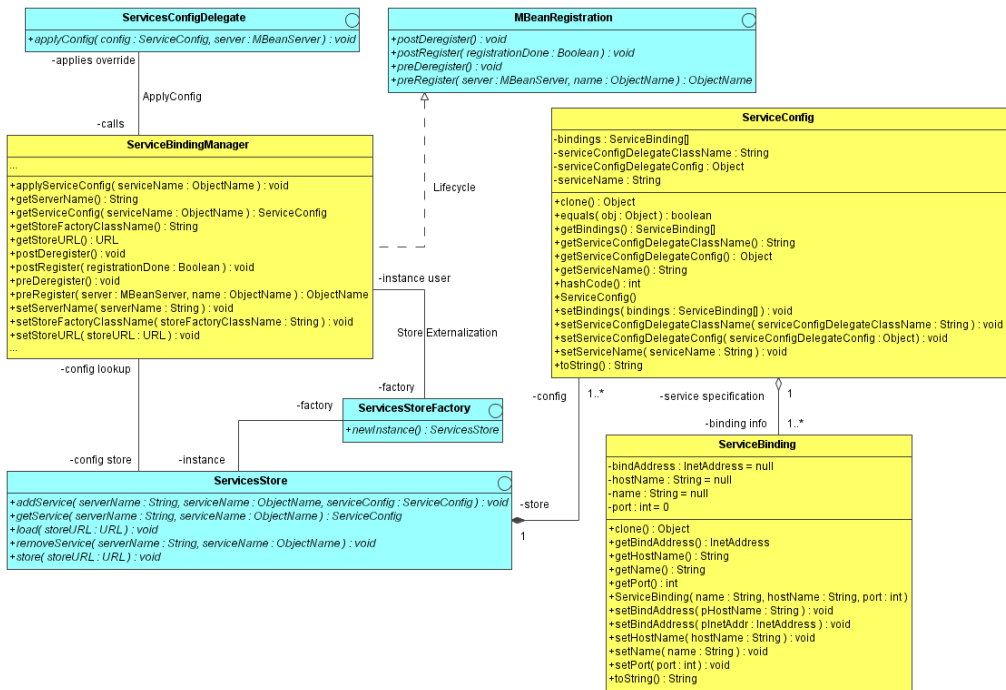 ServicesConfigDelegate
+applyConfig( config : ServiceConfig, server : MBeanServer ) : void
MBeanRegistration
+postDeregister() : void
+postRegister( registrationDone : Boolean ) : void
+preDeregister() : void
+preRegister( server : MBeanServer, name : ObjectName ) : ObjectName
-applies override
ApplyConfig
-calls
ServiceBindingManager
...
+applyServiceConfig( serviceName : ObjectName ) : void
+getServerName() : String
+getServiceConfig( serviceName : ObjectName ) : ServiceConfig
+getStoreFactoryClassName() : String
+getStoreURL() : URL
+postDeregister() : void
+postRegister( registrationDone : Boolean ) : void
+preDeregister() : void
+preRegister( server : MBeanServer, name : ObjectName ) : ObjectName
+setServerName( serverName : String ) : void
+setStoreFactoryClassName( storeFactoryClassName : String ) : void
+setStoreURL( storeURL : URL ) : void
...
Lifecycle
ServiceConfig
-bindings : ServiceBinding[]
-serviceConfigDelegateClassName : String
-serviceConfigDelegateConfig : Object
-serviceName : String
+clone() : Object
+equals( obj : Object ) : boolean
+getBindings() : ServiceBinding[]
+getServiceConfigDelegateClassName() : String
+getServiceConfigDelegateConfig() : Object
+getServiceName() : String
+hashCode() : int
+ServiceConfig()
+setBindings( bindings : ServiceBinding[] ) : void
+setServiceConfigDelegateClassName( serviceConfigDelegateClassName : String ) : void
+setServiceConfigDelegateConfig( serviceConfigDelegateConfig : Object ) : void
+setServiceName( serviceName : String ) : void
+toString() : String
-instance user
Store Externalization
-factory
-config lookup
-config store
-factory
-instance
ServicesStoreFactory
+newInstance() : ServicesStore
-config
1..*
-service specification
1
-binding info
1..*
ServicesStore
+addService( serverName : String, serviceName : ObjectName, serviceConfig : ServiceConfig ) : void
+getService( serverName : String, serviceName : ObjectName ) : ServiceConfig
+load( storeURL : URL ) : void
+removeService( serverName : String, serviceName : ObjectName ) : void
+store( storeURL : URL ) : void
-store
1
ServiceBinding
-bindAddress : InetAddress = null
-hostName : String = null
-name : String = null
-port : int = 0
+clone() : Object
+getBindAddress() : InetAddress
+getHostName() : String
+getName() : String
+getPort() : int
+ServiceBinding( name : String, hostName : String, port : int )
+setBindAddress( pHostName : String ) : void
+setBindAddress( pInetAddr : InetAddress ) : void
+setHostName( hostName : String ) : void
+setName( name : String ) : void
+setPort( port : int ) : void
+toString() : String